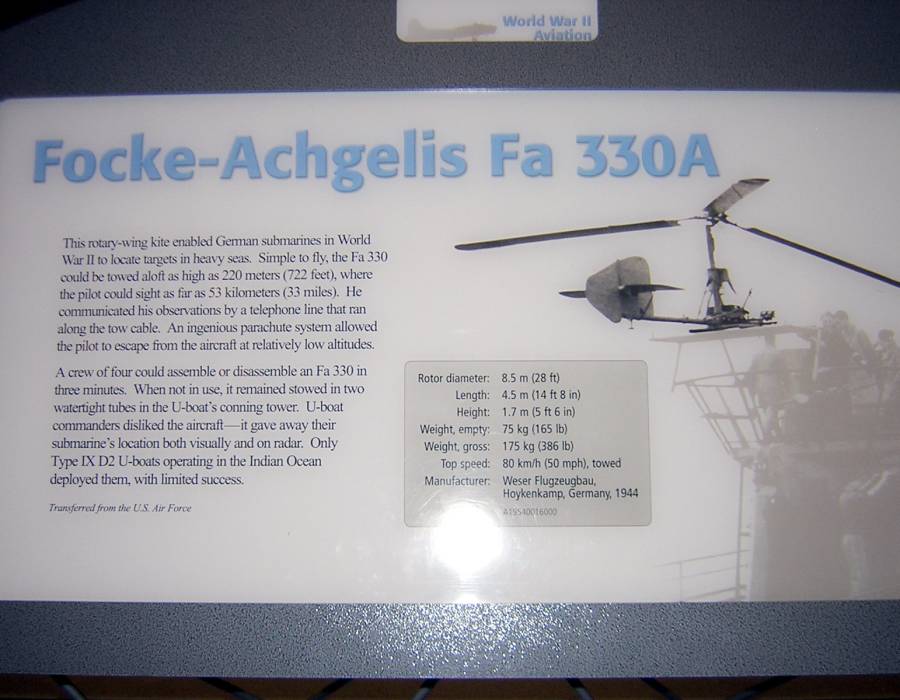 World War II
Aviation
Focke-Achgelis Fa 330A
This rotary-wing kite enabled German submarines in World
War II to locate targets in heavy seas. Simple to fly, the Fa 330
could be towed aloft as high as 220 meters (722 feet), where
the pilot could sight as far as 53 kilometers (33 miles). He
communicated his observations by a telephone line that ran
along the tow cable. An ingenious parachute system allowed
the pilot to escape from the aircraft at relatively low altitudes.
A crew of four could assemble or disassemble an Fa 330 in
three minutes. When not in use, it remained stowed in two
watertight tubes in the U-boat's conning tower. U-boat
commanders disliked the aircraft—it gave away their
submarine's location both visually and on radar. Only
Type IX D2 U-boats operating in the Indian Ocean
deployed them, with limited success.
Transferred from the U.S. Air Force
Rotor diameter: 8.5 m (28 ft)
Length: 4.5 m (14 ft 8 in)
Height: 1.7 m (5 ft 6 in)
Weight, empty: 75 kg (165 lb)
Weight, gross: 175 kg (386 lb)
Top speed: 80 km/h (50 mph), towed
Manufacturer: Weser Flugzeugbau,
Hoykenkamp, Germany, 1944
A19540016000